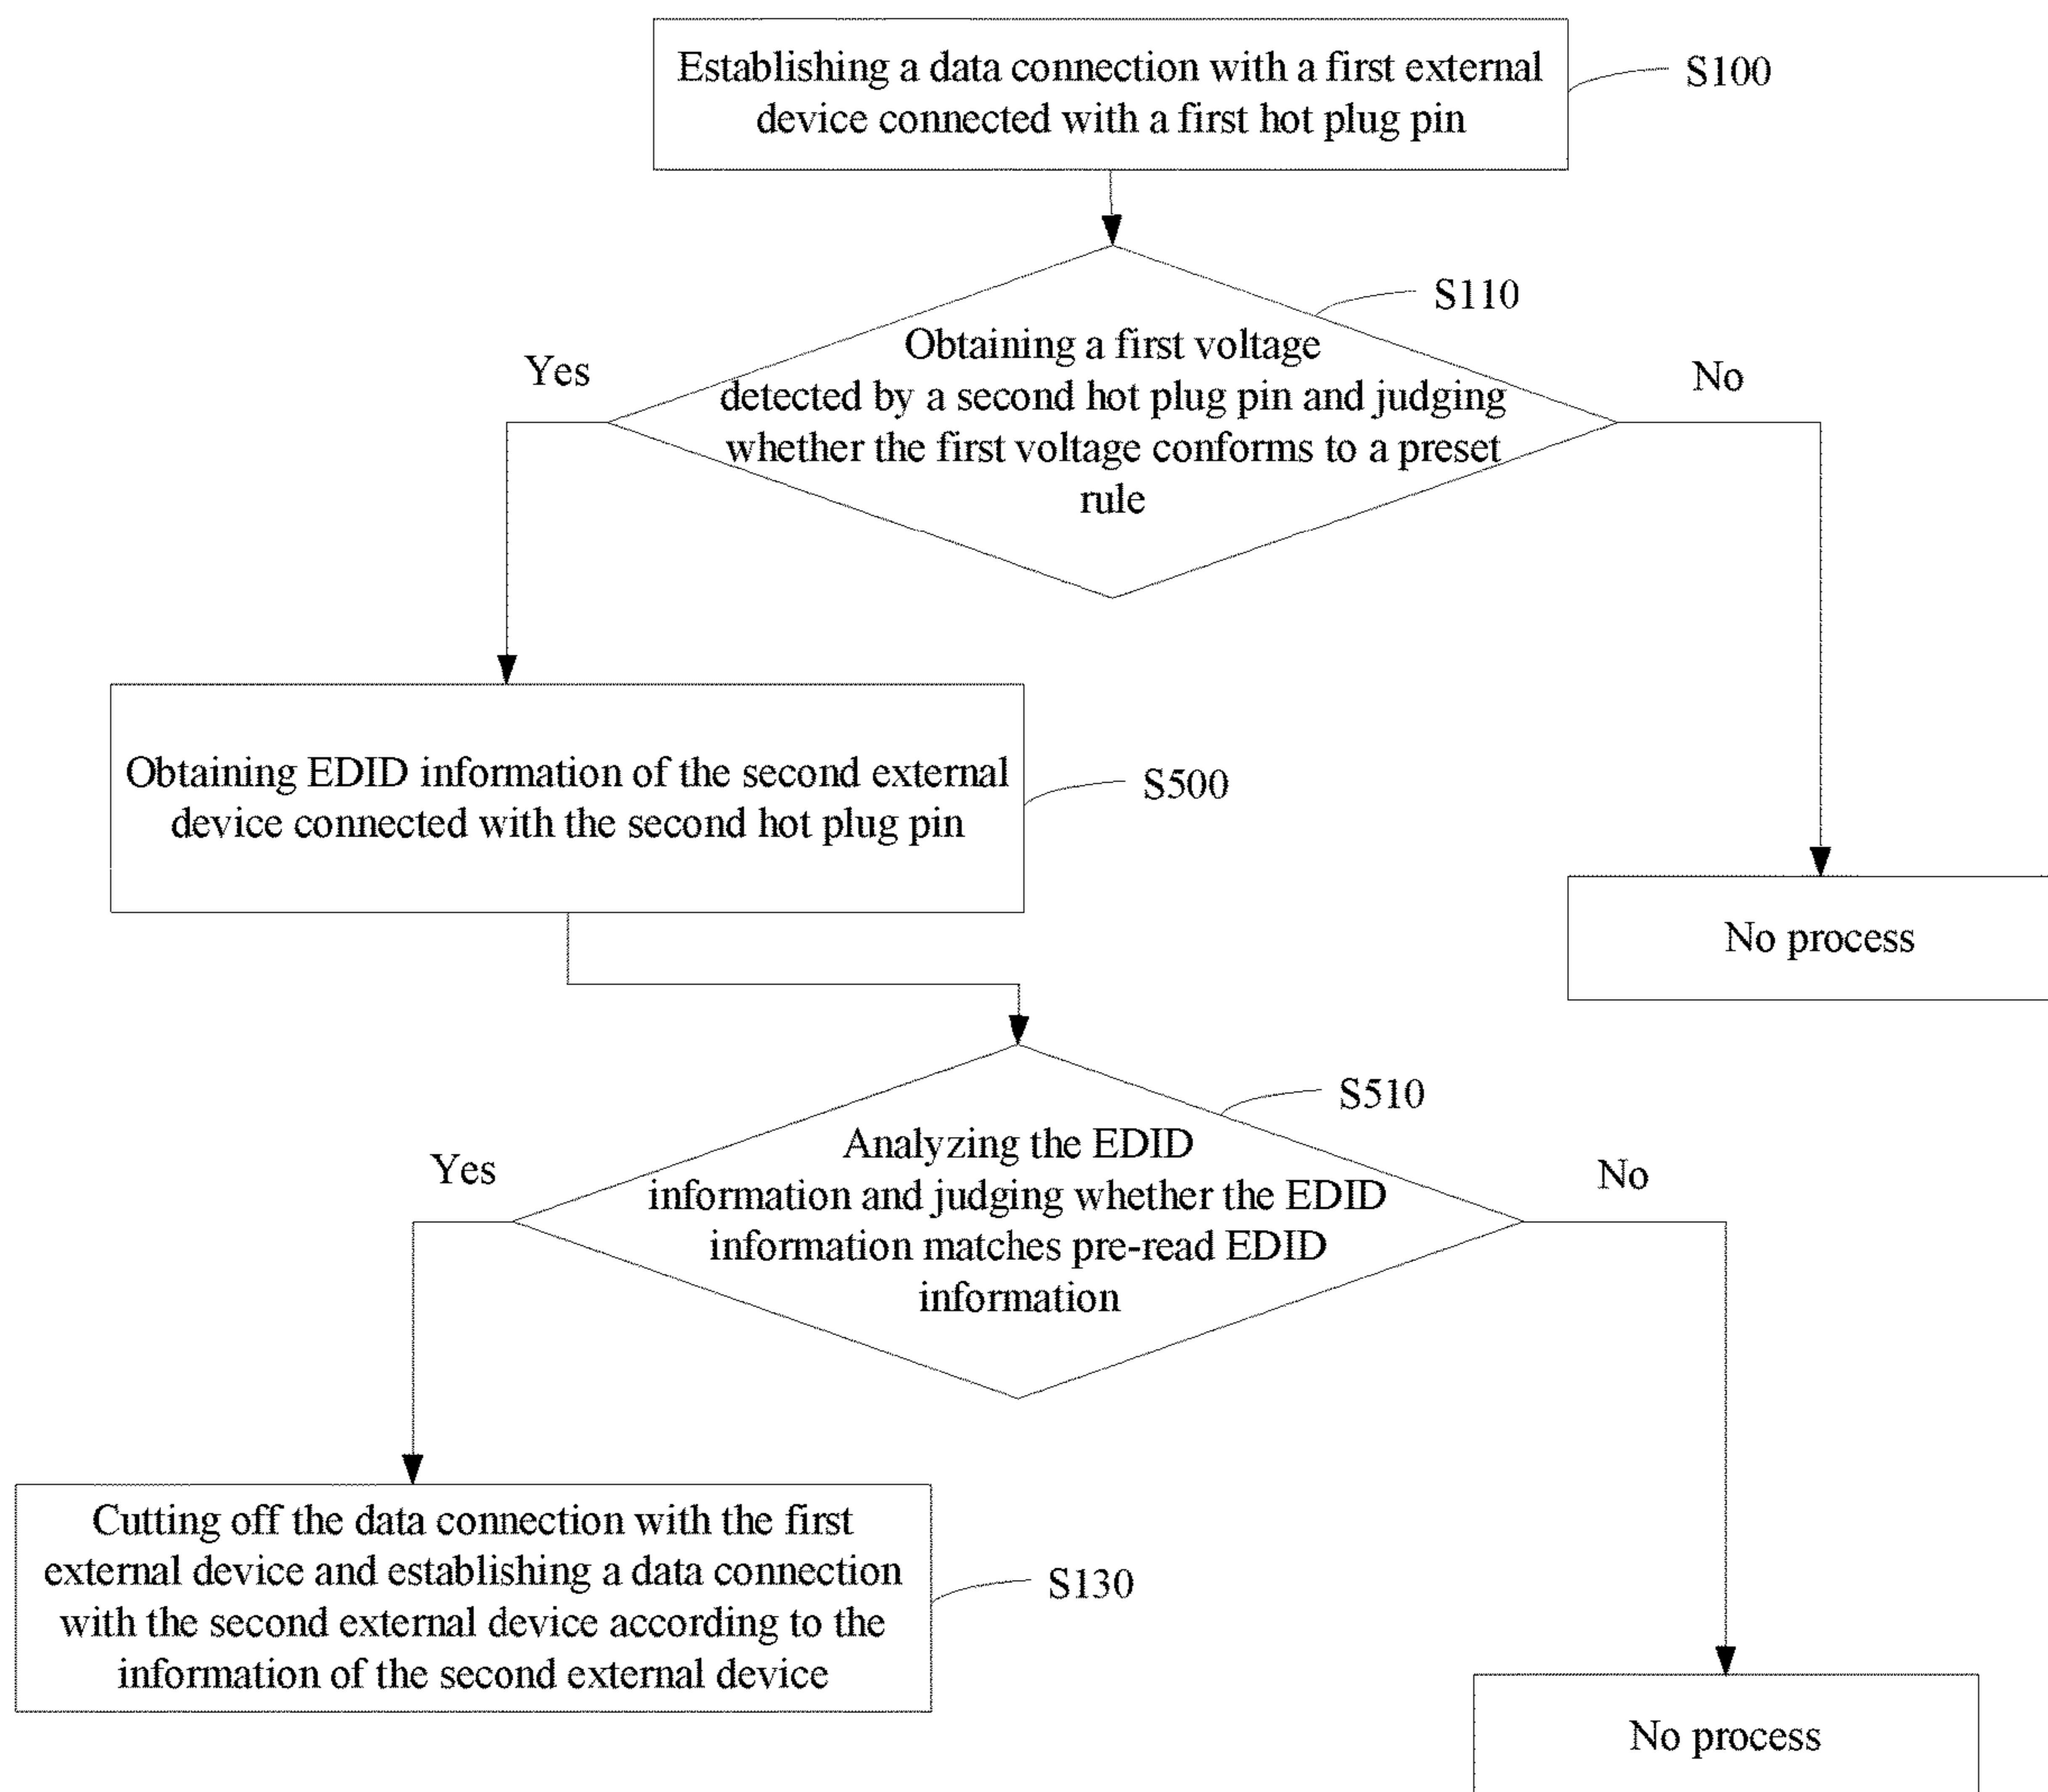 Establishing a data connection with a first external
device connected with a first hot plug pin
S100
S110
Obtaining a first voltage
detected by a second hot plug pin and judging
whether the first voltage conforms to a preset
rule
Yes
No
Obtaining EDID information of the second external
device connected with the second hot plug pin
S500
No process
S510
Analyzing the EDID
information and judging whether the EDID
information matches pre-read EDID
information
Yes
No
Cutting off the data connection with the first
external device and establishing a data connection
with the second external device according to the
information of the second external device
S130
No process